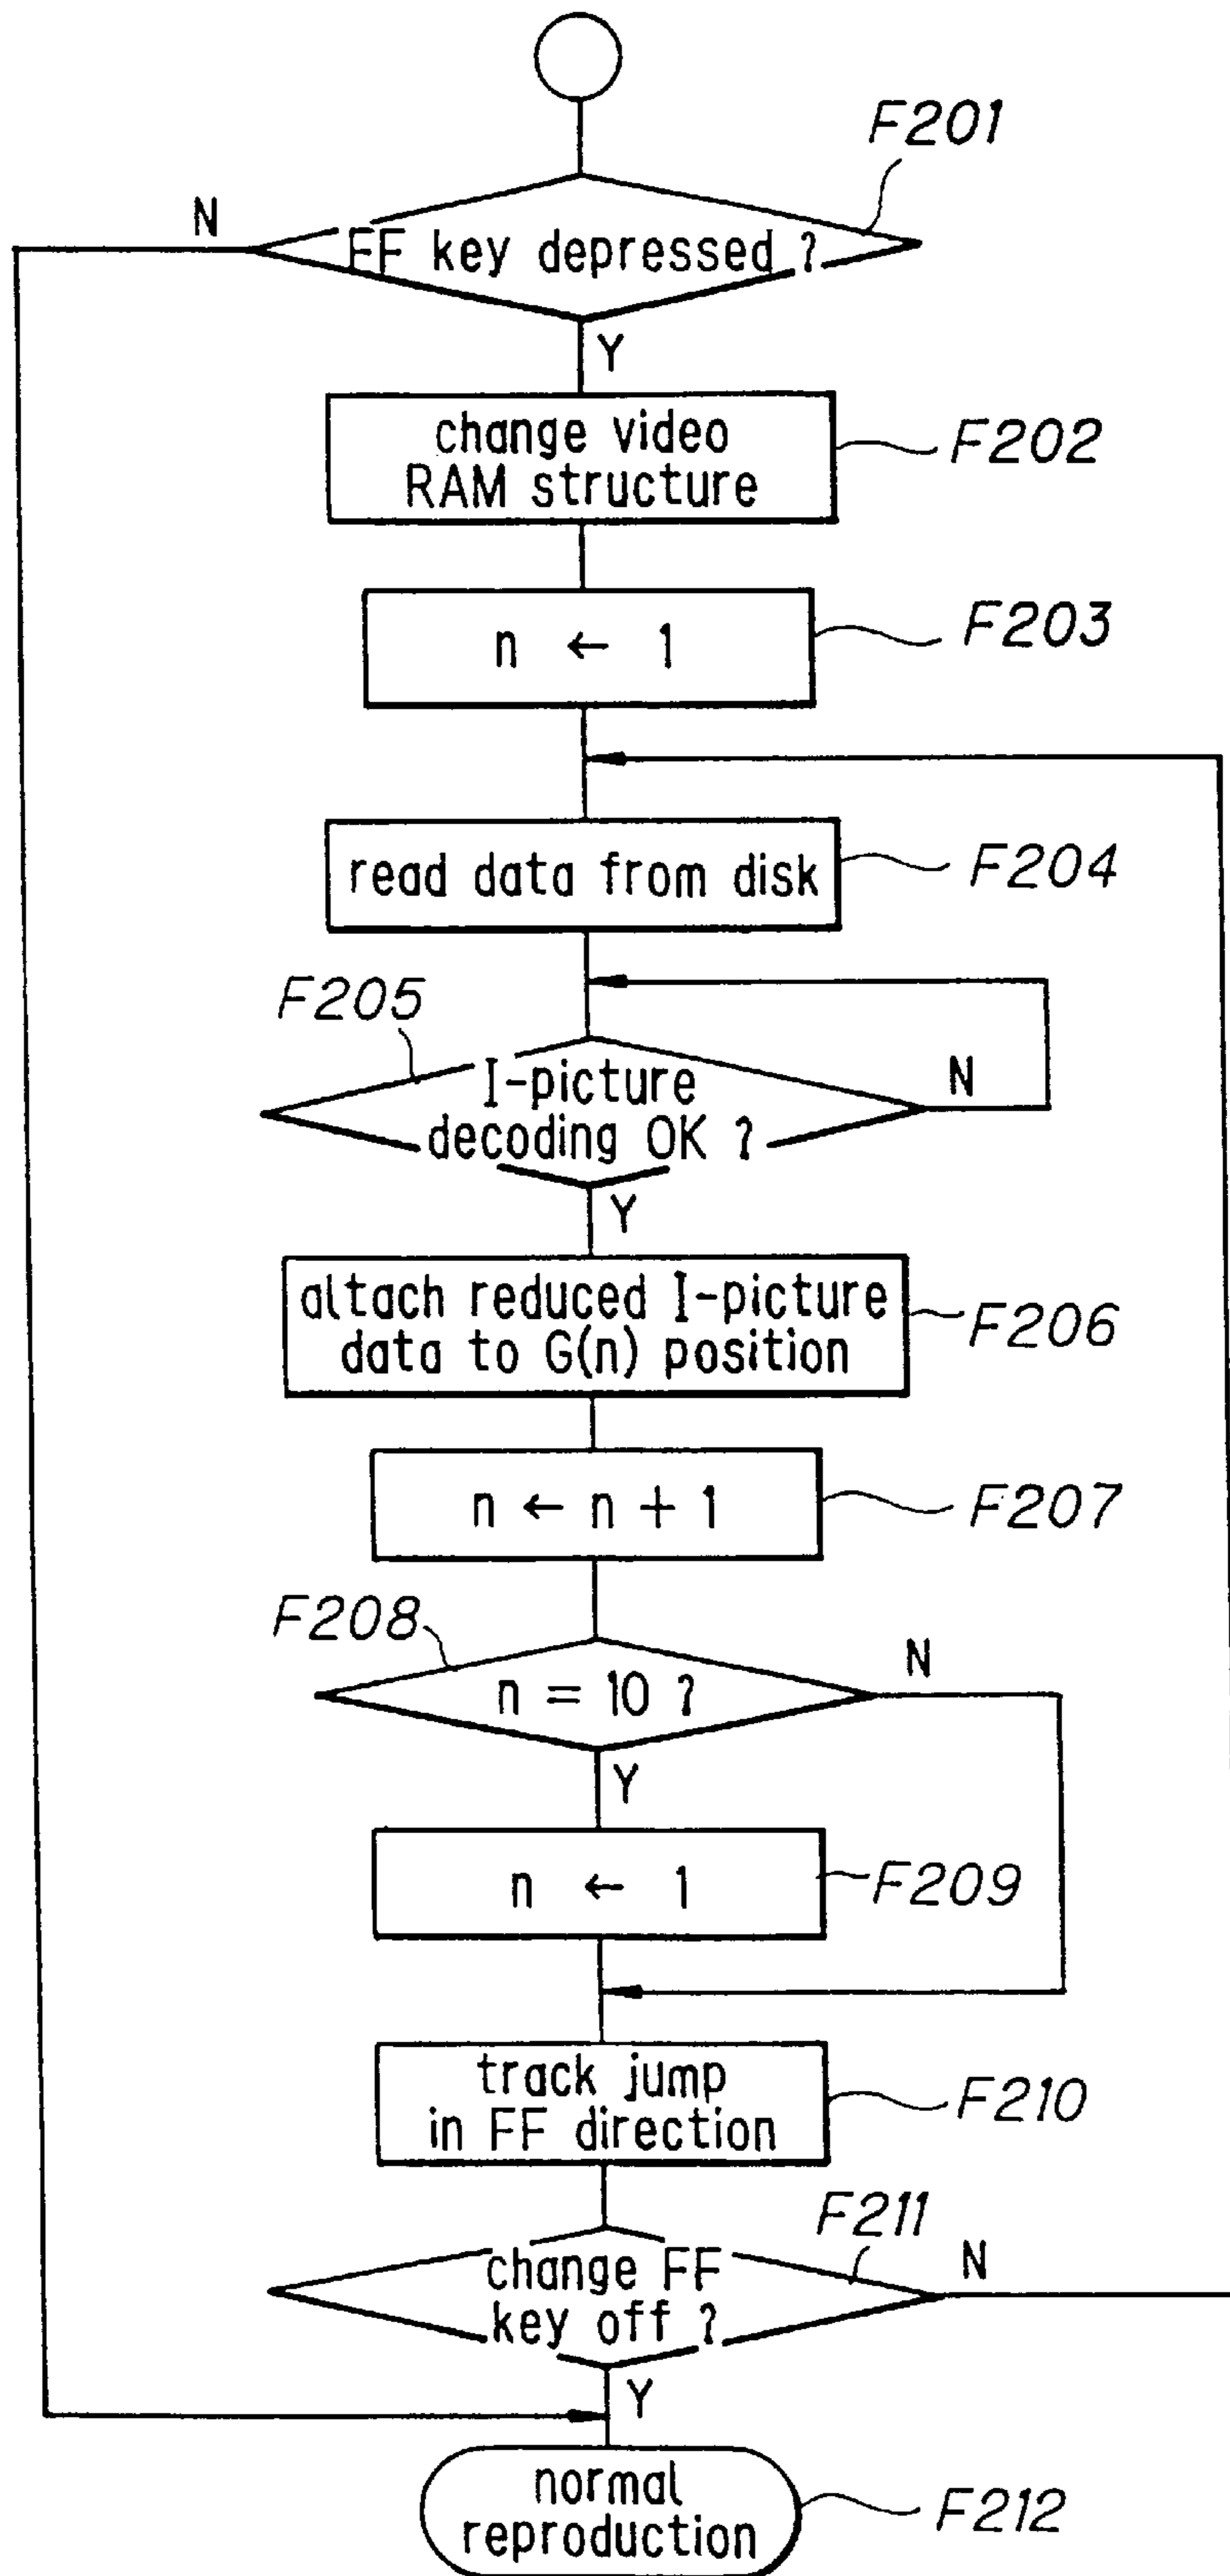 F201
N
FF key depressed ?
Y
change video
RAM structure
F202
n ← 1
F203
read data from disk
F204
F205
I-picture
decoding OK ?
N
Y
altach reduced I-picture
data to G(n) position
F206
n ← n + 1
F207
F208
n = 10 ?
N
Y
n ← 1
F209
track jump
in FF direction
F210
F211
change FF
key off ?
N
Y
normal
reproduction
F212